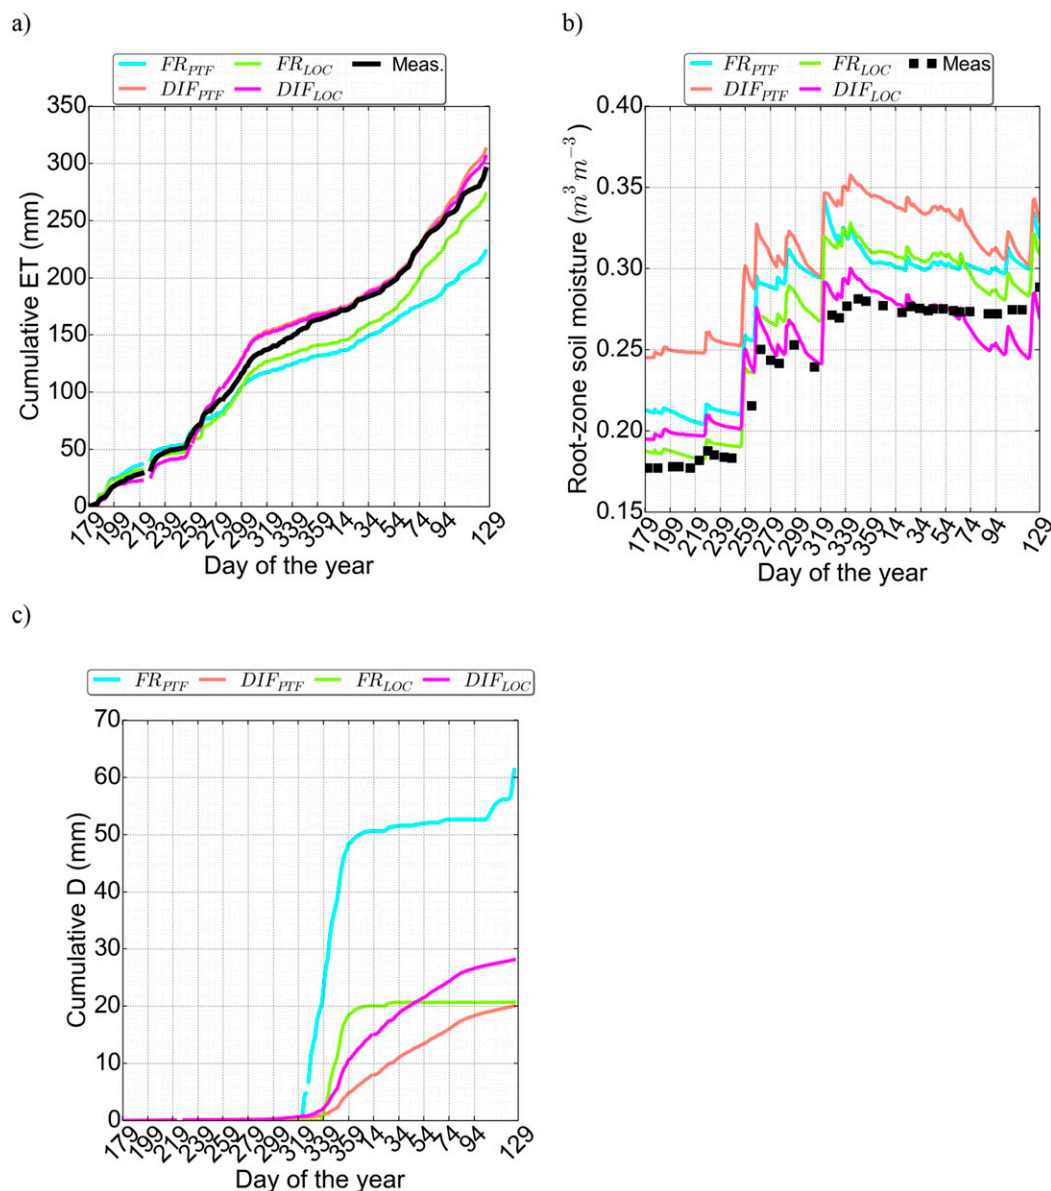 a)
FR_PTF FR_LOC Meas.
DIF_PTF DIF_LOC
350
300
250
200
150
100
50
0
Cumulative ET (mm)
179 199 219 239 259 279 299 319 339 359 14 34 54 74 94 129
Day of the year
b)
FR_PTF FR_LOC Meas
DIF_PTF DIF_LOC
0.40
0.35
0.30
0.25
0.20
0.15
Root-zone soil moisture (m³ m⁻³)
179 199 219 239 259 279 299 319 339 359 14 34 54 74 94 129
Day of the year
c)
FR_PTF DIF_PTF FR_LOC DIF_LOC
70
60
50
40
30
20
10
0
Cumulative D (mm)
179 199 219 239 259 279 299 319 339 359 14 34 54 74 94 129
Day of the year